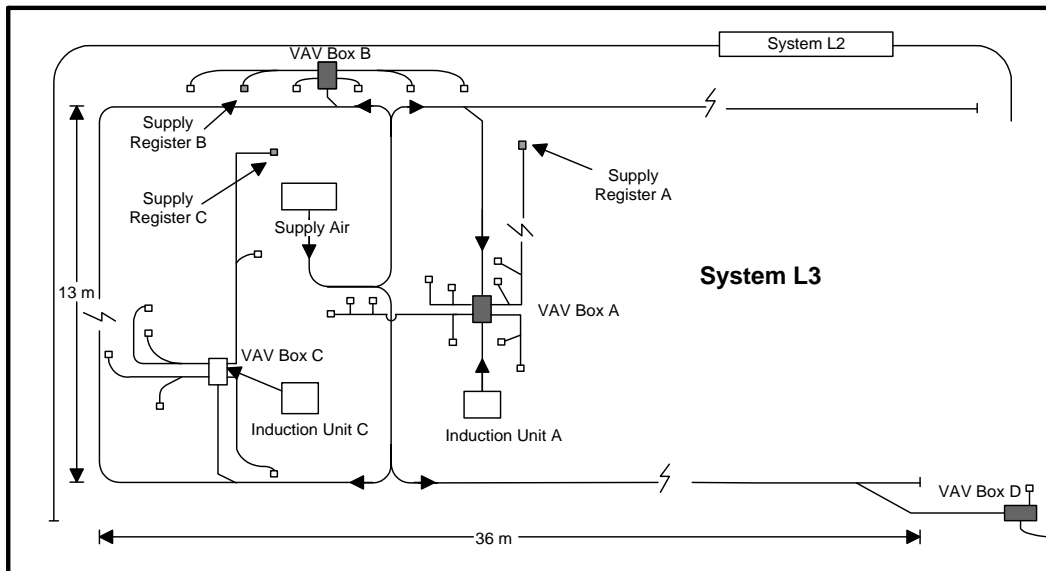 System L2
VAV Box B
Supply
Register B
Supply
Register C
Supply
Register A
Supply Air
System L3
13 m
VAV Box A
VAV Box C
Induction Unit C
Induction Unit A
VAV Box D
36 m